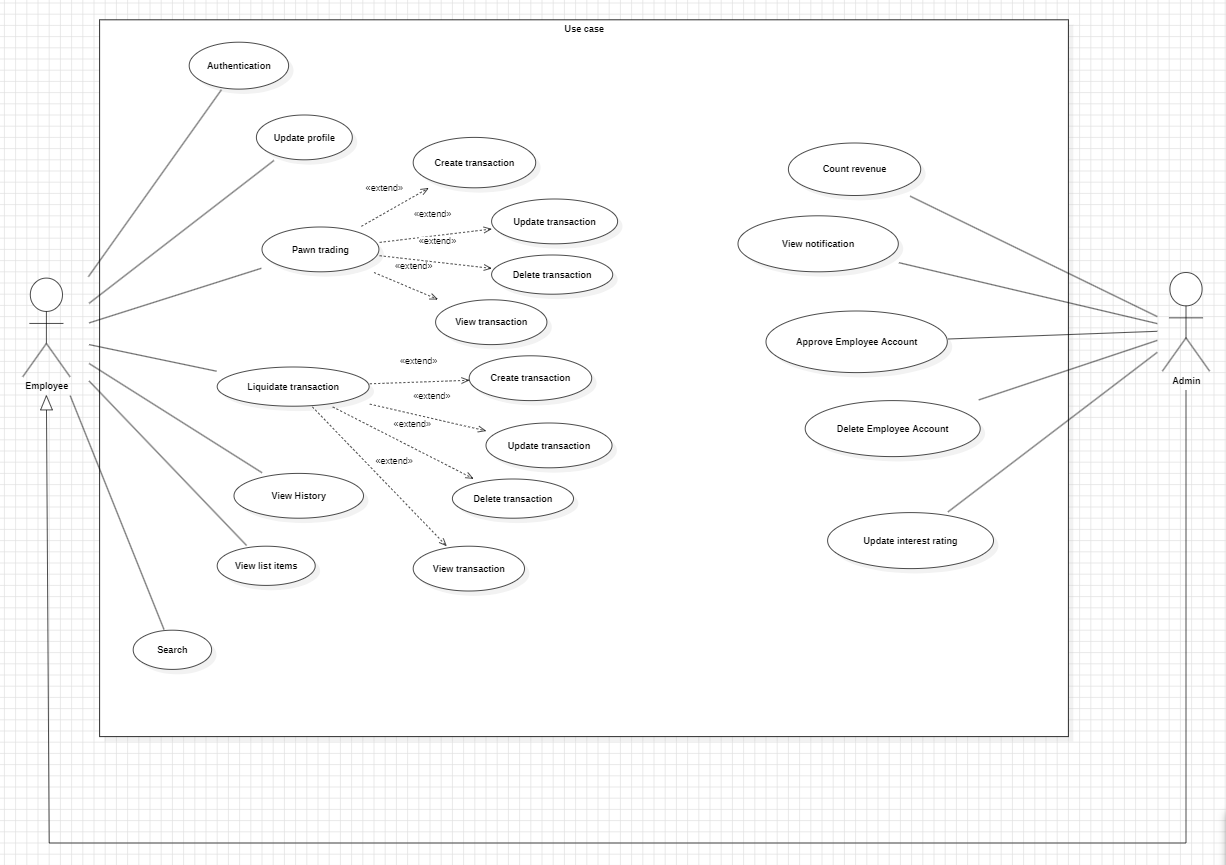 Use case
Authentication
Update profile
Create transaction
«extend»
Count revenue
«extend»
Update transaction
«extend»
Pawn trading
View notification
«extend»
Delete transaction
View transaction
Approve Employee Account
«extend»
Create transaction
Employee
Liquidate transaction
Admin
«extend»
«extend»
Delete Employee Account
Update transaction
«extend»
View History
Delete transaction
Update interest rating
View list items
View transaction
Search